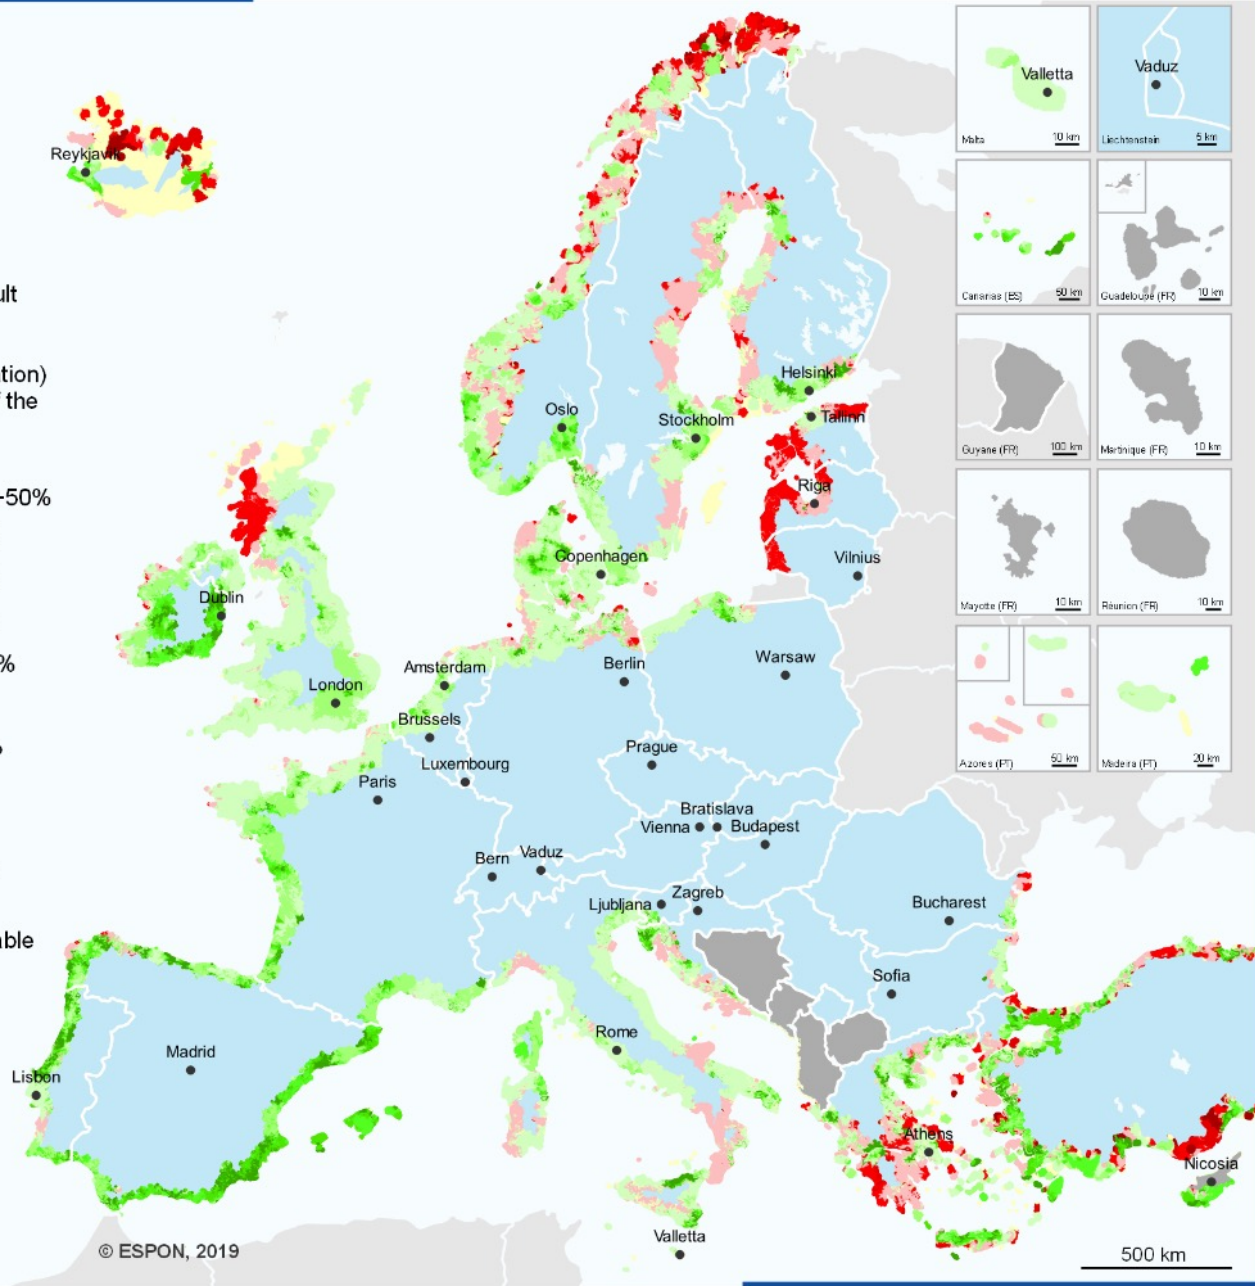 ult
tion)
the
-50%
%
able
Reykjavik
Oslo
Stockholm
Helsinki
Tallinn
Riga
Copenhagen
Vilnius
Dublin
London
Amsterdam
Berlin
Warsaw
Brussels
Luxembourg
Prague
Paris
Bratislava
Vienna
Budapest
Bern
Vaduz
Ljubljana
Zagreb
Bucharest
Sofia
Rome
Madrid
Lisbon
Athens
Nicosia
Valletta
© ESPON, 2019
500 km
Valletta
Malta
10 km
Vaduz
Liechtenstein
5 km
Canarias (ES)
50 km
Guadeloupe (FR)
10 km
Guyane (FR)
100 km
Martinique (FR)
10 km
Mayotte (FR)
10 km
Réunion (FR)
10 km
Azores (PT)
50 km
Madeira (PT)
20 km